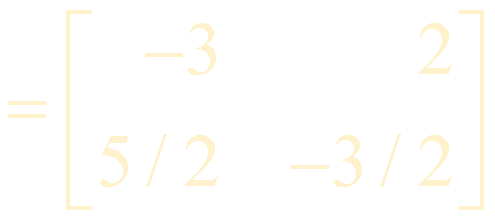 = [ -3 2
5 / 2 -3 / 2 ]